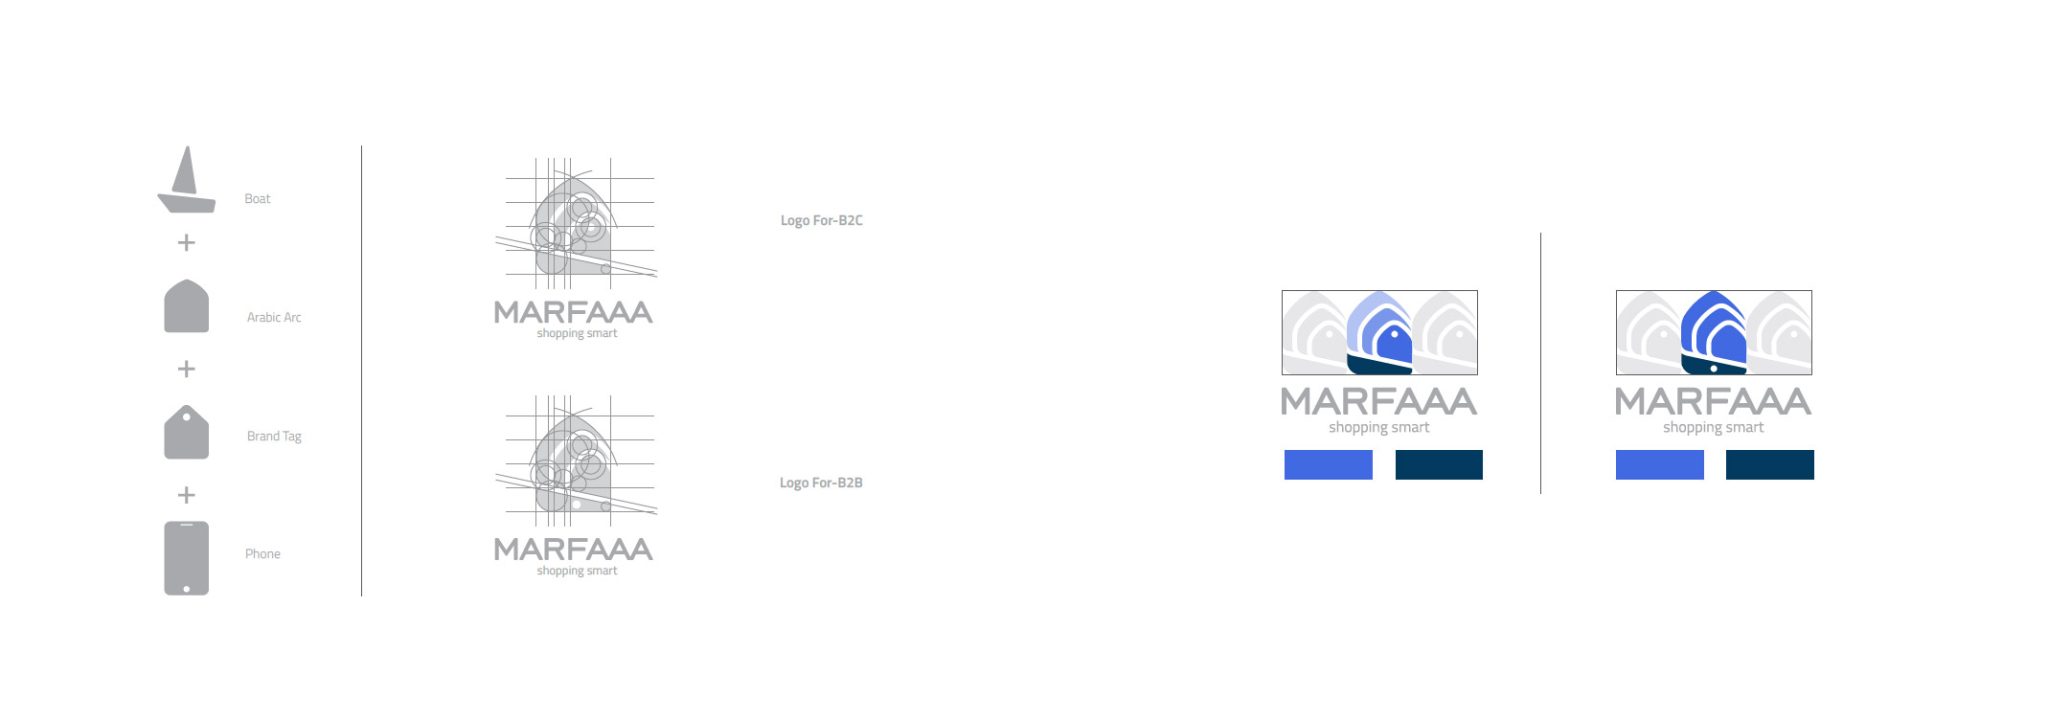 Boat
+
Arabic Arc
+
Brand Tag
+
Phone
MARFAAA
shopping smart
Logo For-B2C
MARFAAA
shopping smart
Logo For-B2B
MARFAAA
shopping smart
MARFAAA
shopping smart